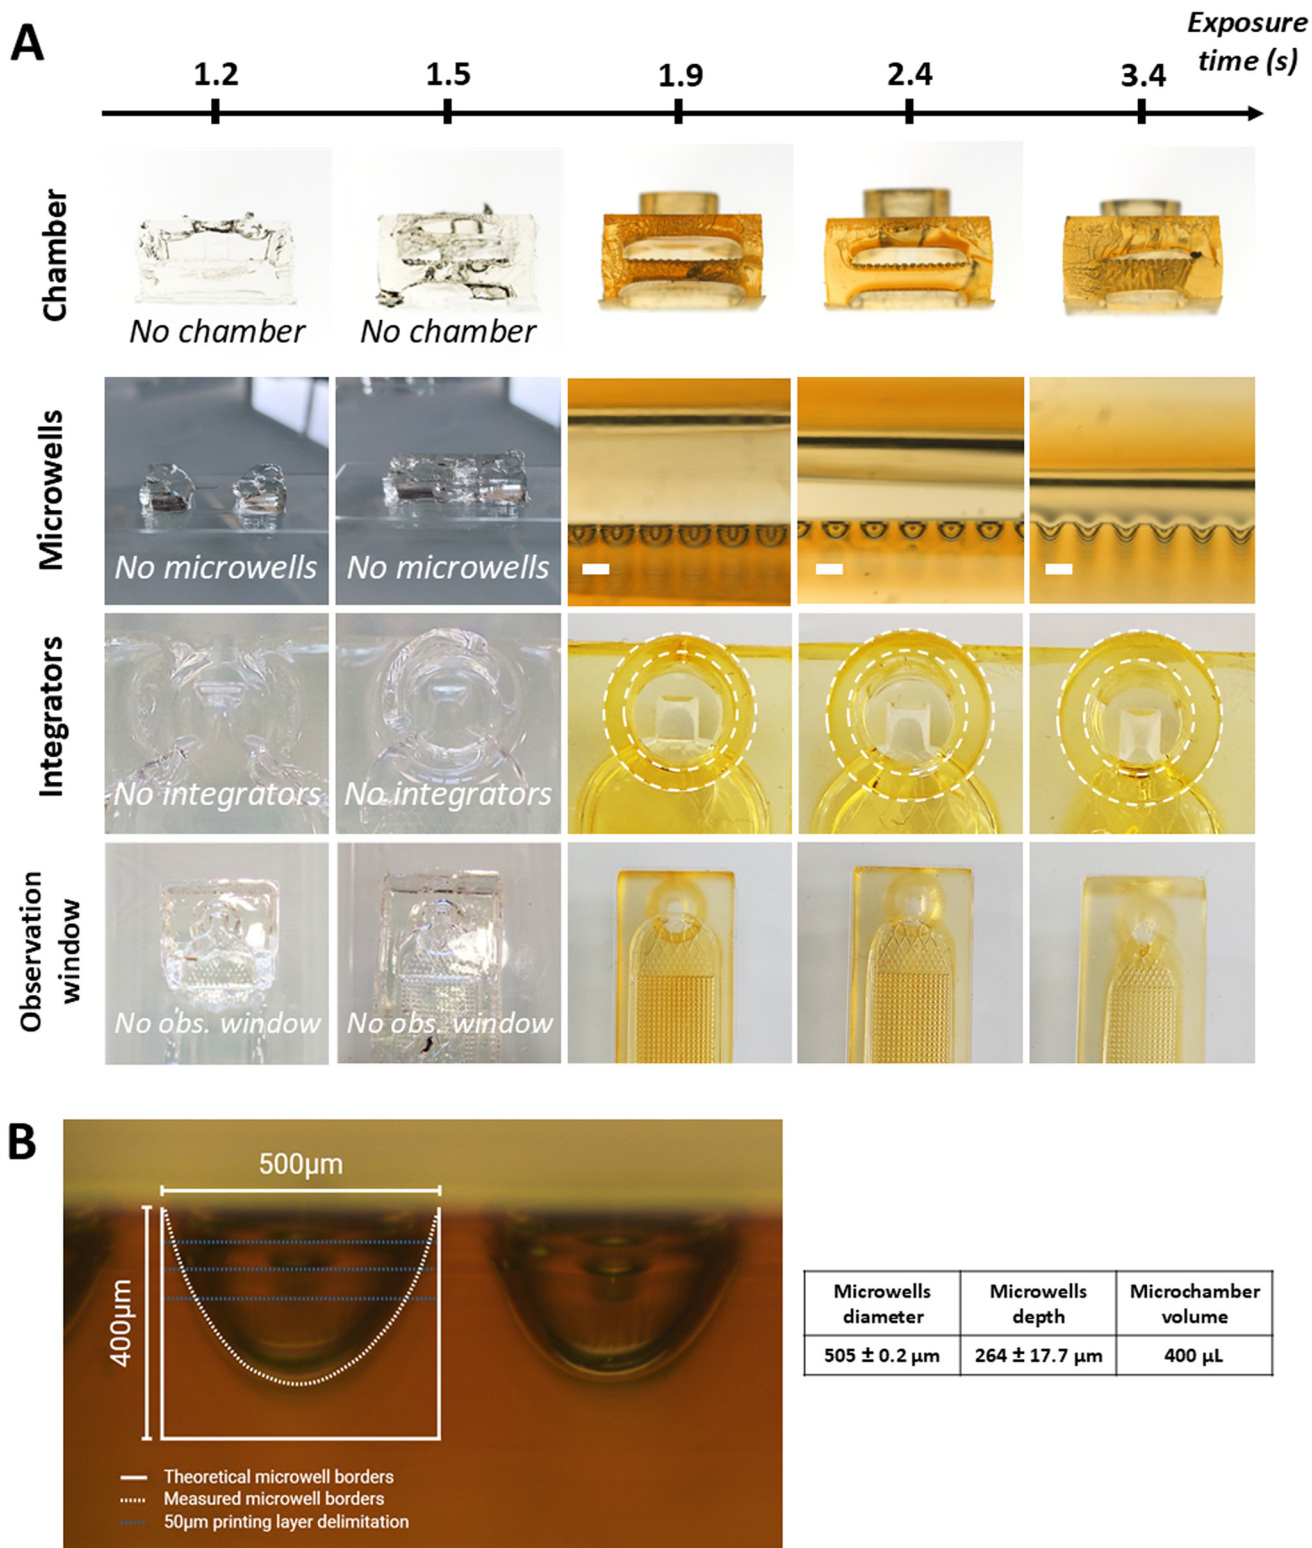 A
Exposure
time (s)
1.2 1.5 1.9 2.4 3.4
Chamber
No chamber No chamber
Microwells
No microwells No microwells
Integrators
No integrators No integrators
Observation
window
No obs. window No obs. window
B
500µm
400µm
Theoretical microwell borders
Measured microwell borders
50µm printing layer delimitation
Microwells diameter Microwells depth Microchamber volume
505 ± 0.2 µm 264 ± 17.7 µm 400 µL